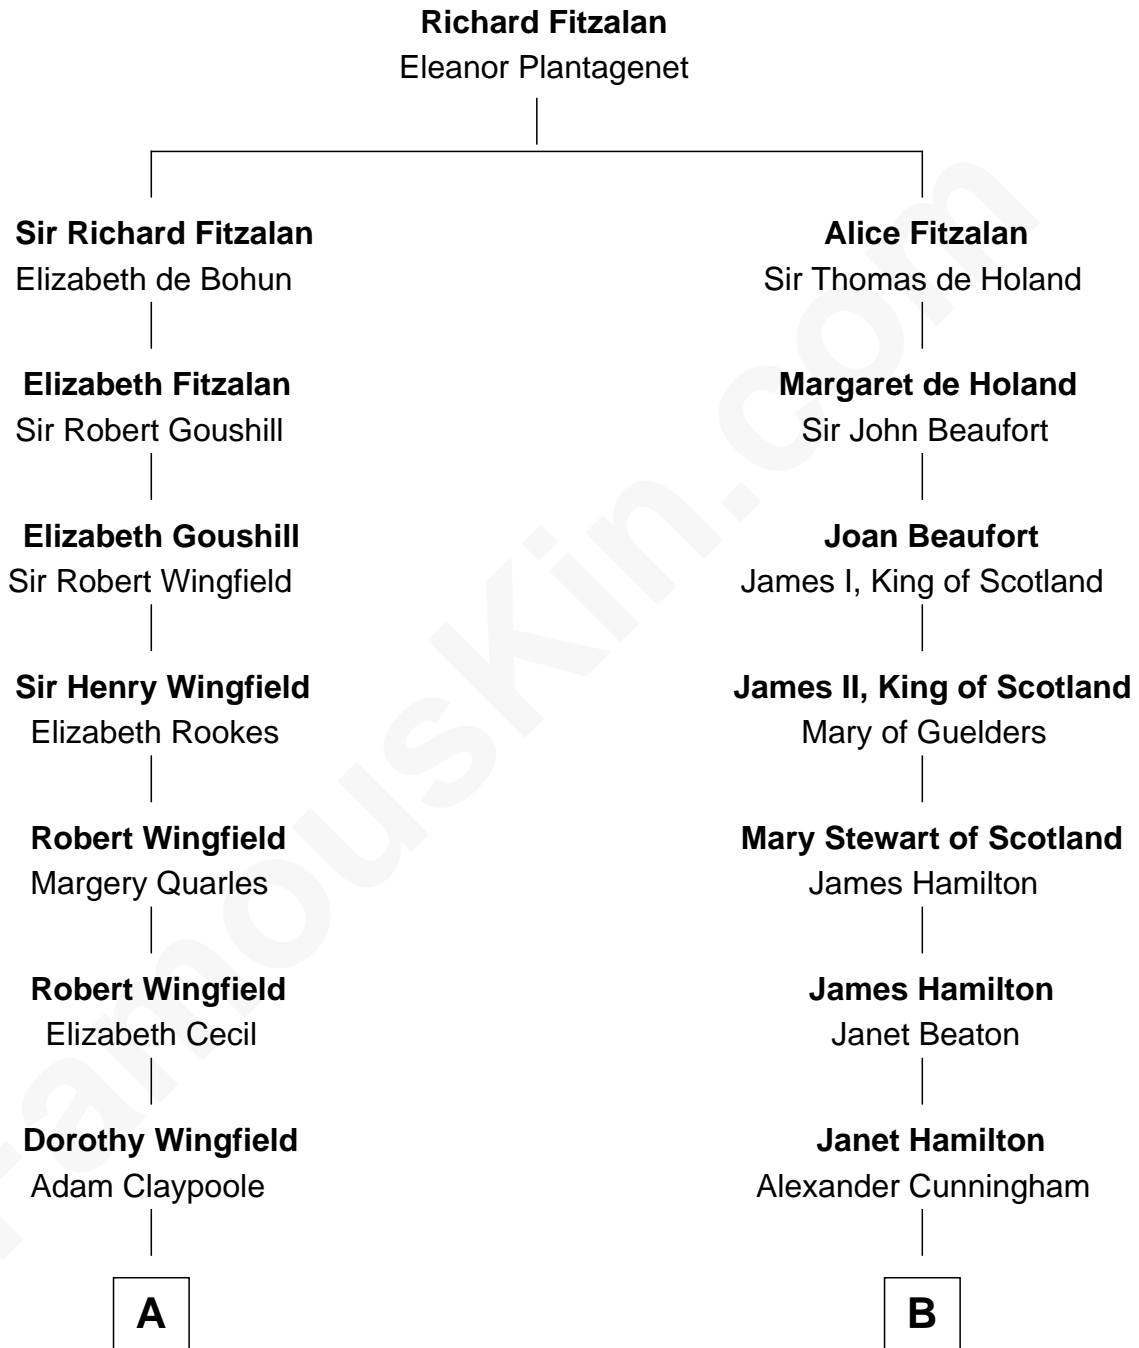 Richard Fitzalan
Eleanor Plantagenet
Sir Richard Fitzalan
Elizabeth de Bohun
Elizabeth Fitzalan
Sir Robert Goushill
Elizabeth Goushill
Sir Robert Wingfield
Sir Henry Wingfield
Elizabeth Rookes
Robert Wingfield
Margery Quarles
Robert Wingfield
Elizabeth Cecil
Dorothy Wingfield
Adam Claypoole
A
Alice Fitzalan
Sir Thomas de Holand
Margaret de Holand
Sir John Beaufort
Joan Beaufort
James I, King of Scotland
James II, King of Scotland
Mary of Guelders
Mary Stewart of Scotland
James Hamilton
James Hamilton
Janet Beaton
Janet Hamilton
Alexander Cunningham
B
FamousKin.com